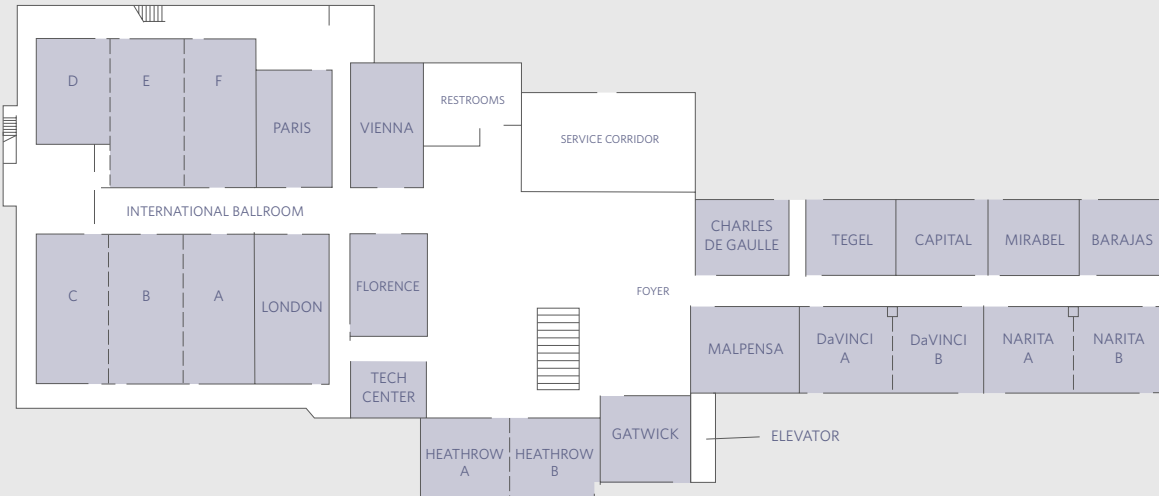 D
E
F
PARIS
VIENNA
RESTROOMS
SERVICE CORRIDOR
INTERNATIONAL BALLROOM
CHARLES
DE GAULLE
TEGEL
CAPITAL
MIRABEL
BARAJAS
C
B
A
LONDON
FLORENCE
FOYER
MALPENSA
DaVINCI
A
DaVINCI
B
NARITA
A
NARITA
B
TECH
CENTER
HEATHROW
A
HEATHROW
B
GATWICK
ELEVATOR